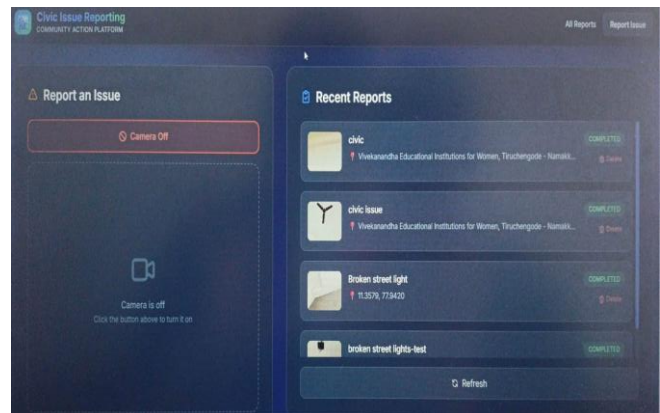 Civic Issue Reporting
COMMUNITY ACTION PLATFORM
All Reports
Report Issue
Report an Issue
Camera Off
Camera is off
Click the button above to turn it on
Recent Reports
civic
COMPLETED
Vivekanandha Educational Institutions for Women, Tiruchengode - Namakk...
Delete
civic issue
COMPLETED
Vivekanandha Educational Institutions for Women, Tiruchengode - Namakk...
Delete
Broken street light
COMPLETED
11.3579, 77.9420
Delete
broken street lights-test
COMPLETED
Refresh